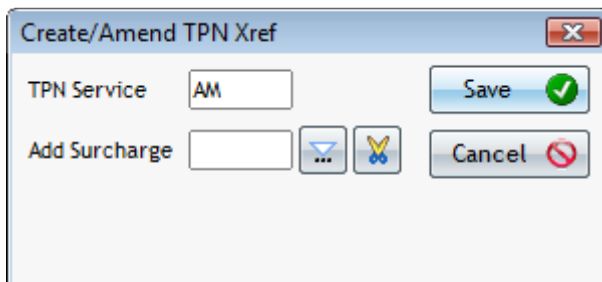 Create/Amend TPN Xref
TPN Service AM Save
Add Surcharge ... Cancel